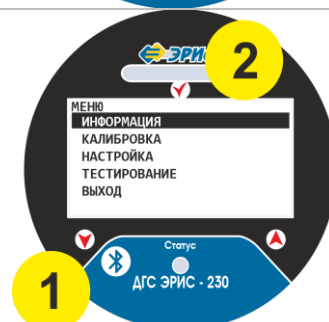 ЭРИС
2
МЕНЮ
ИНФОРМАЦИЯ
КАЛИБРОВКА
НАСТРОЙКА
ТЕСТИРОВАНИЕ
ВЫХОД
Статус
ДГС ЭРИС - 230
1